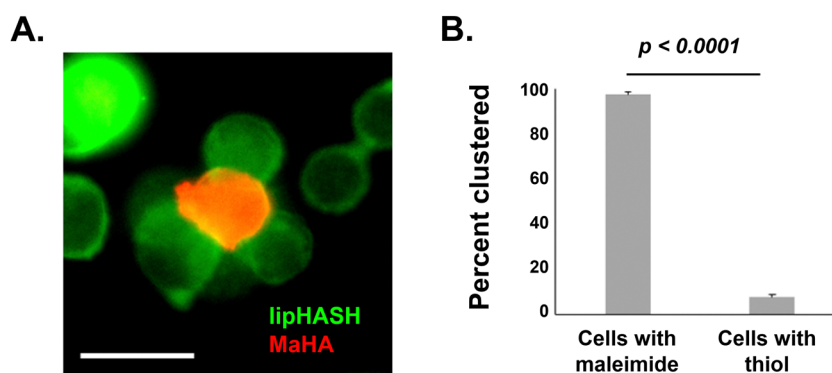 A.
lipHASH
MaHA
B.
p < 0.0001
Percent clustered
100
80
60
40
20
0
Cells with
maleimide
Cells with
thiol